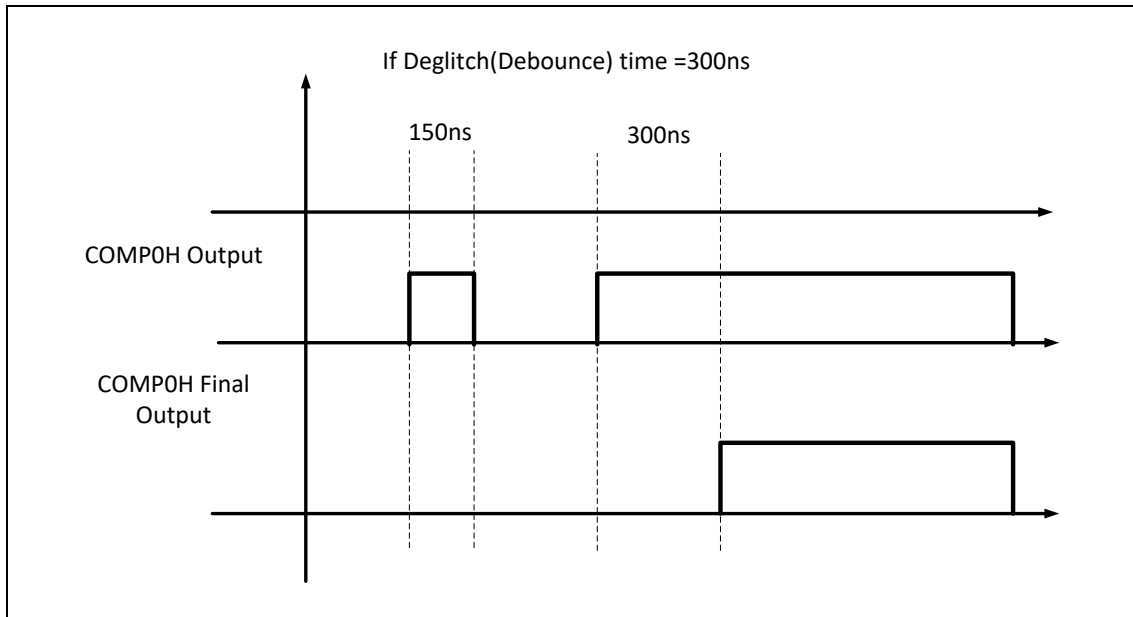 If Deglitch(Debounce) time =300ns
150ns
300ns
COMP0H Output
COMP0H Final
Output